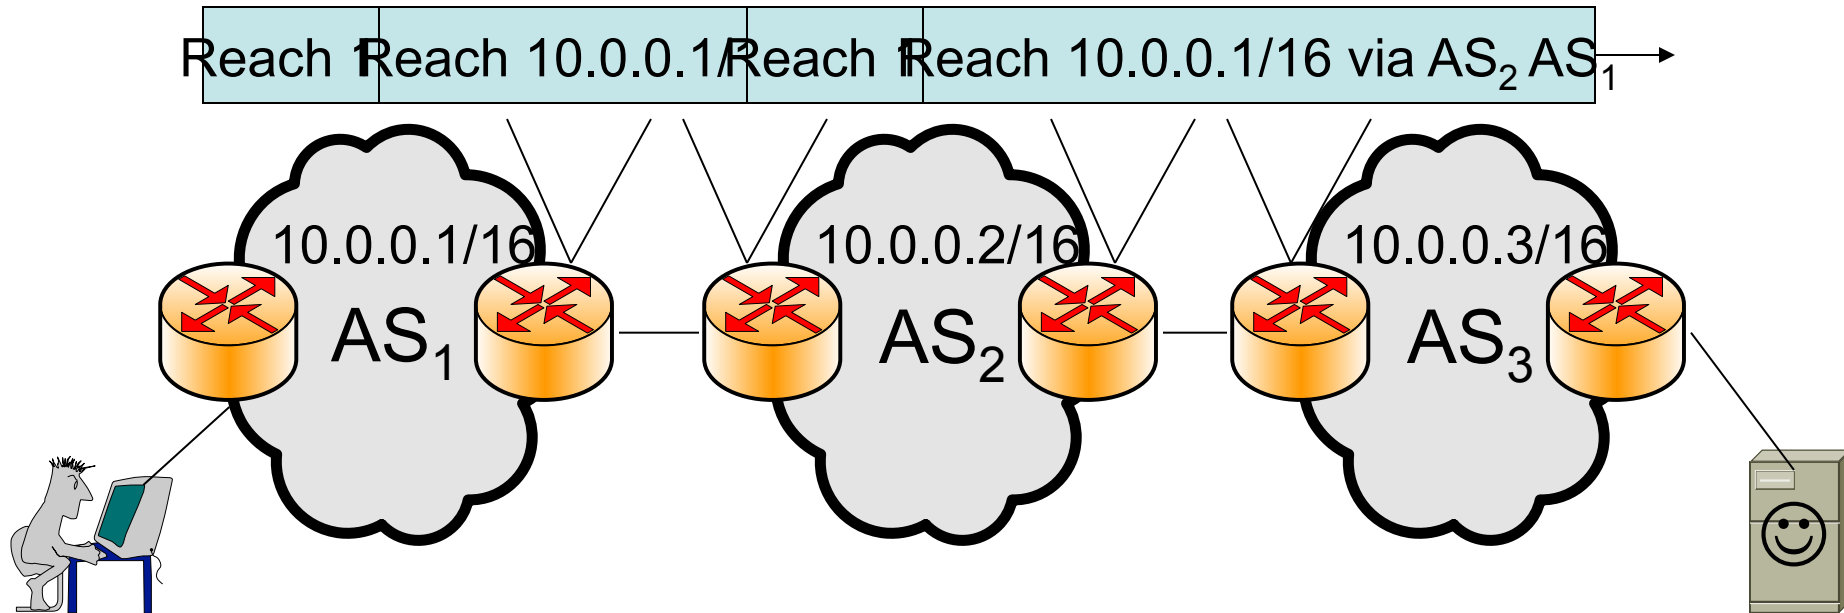 Reach 1
Reach 10.0.0.1/
Reach 1
Reach 10.0.0.1/16 via AS₂ AS₁
10.0.0.1/16
10.0.0.2/16
10.0.0.3/16
AS₁
AS₂
AS₃